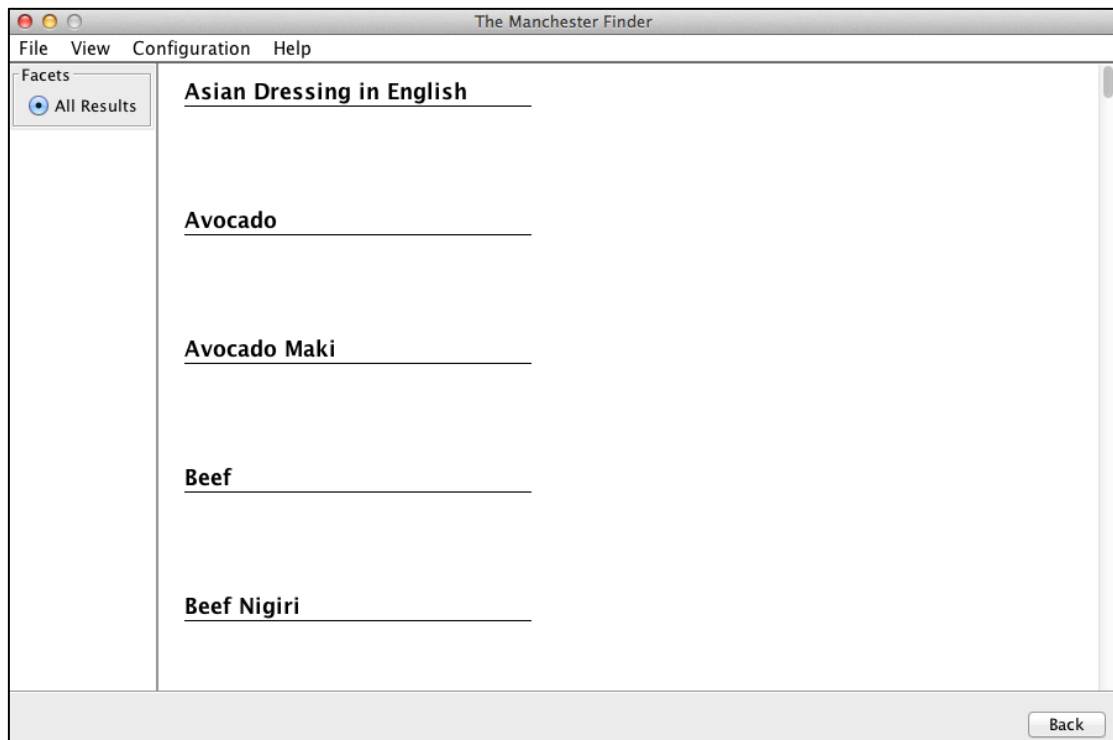 The Manchester Finder
File View Configuration Help
Facets
All Results
Asian Dressing in English
Avocado
Avocado Maki
Beef
Beef Nigiri
Back